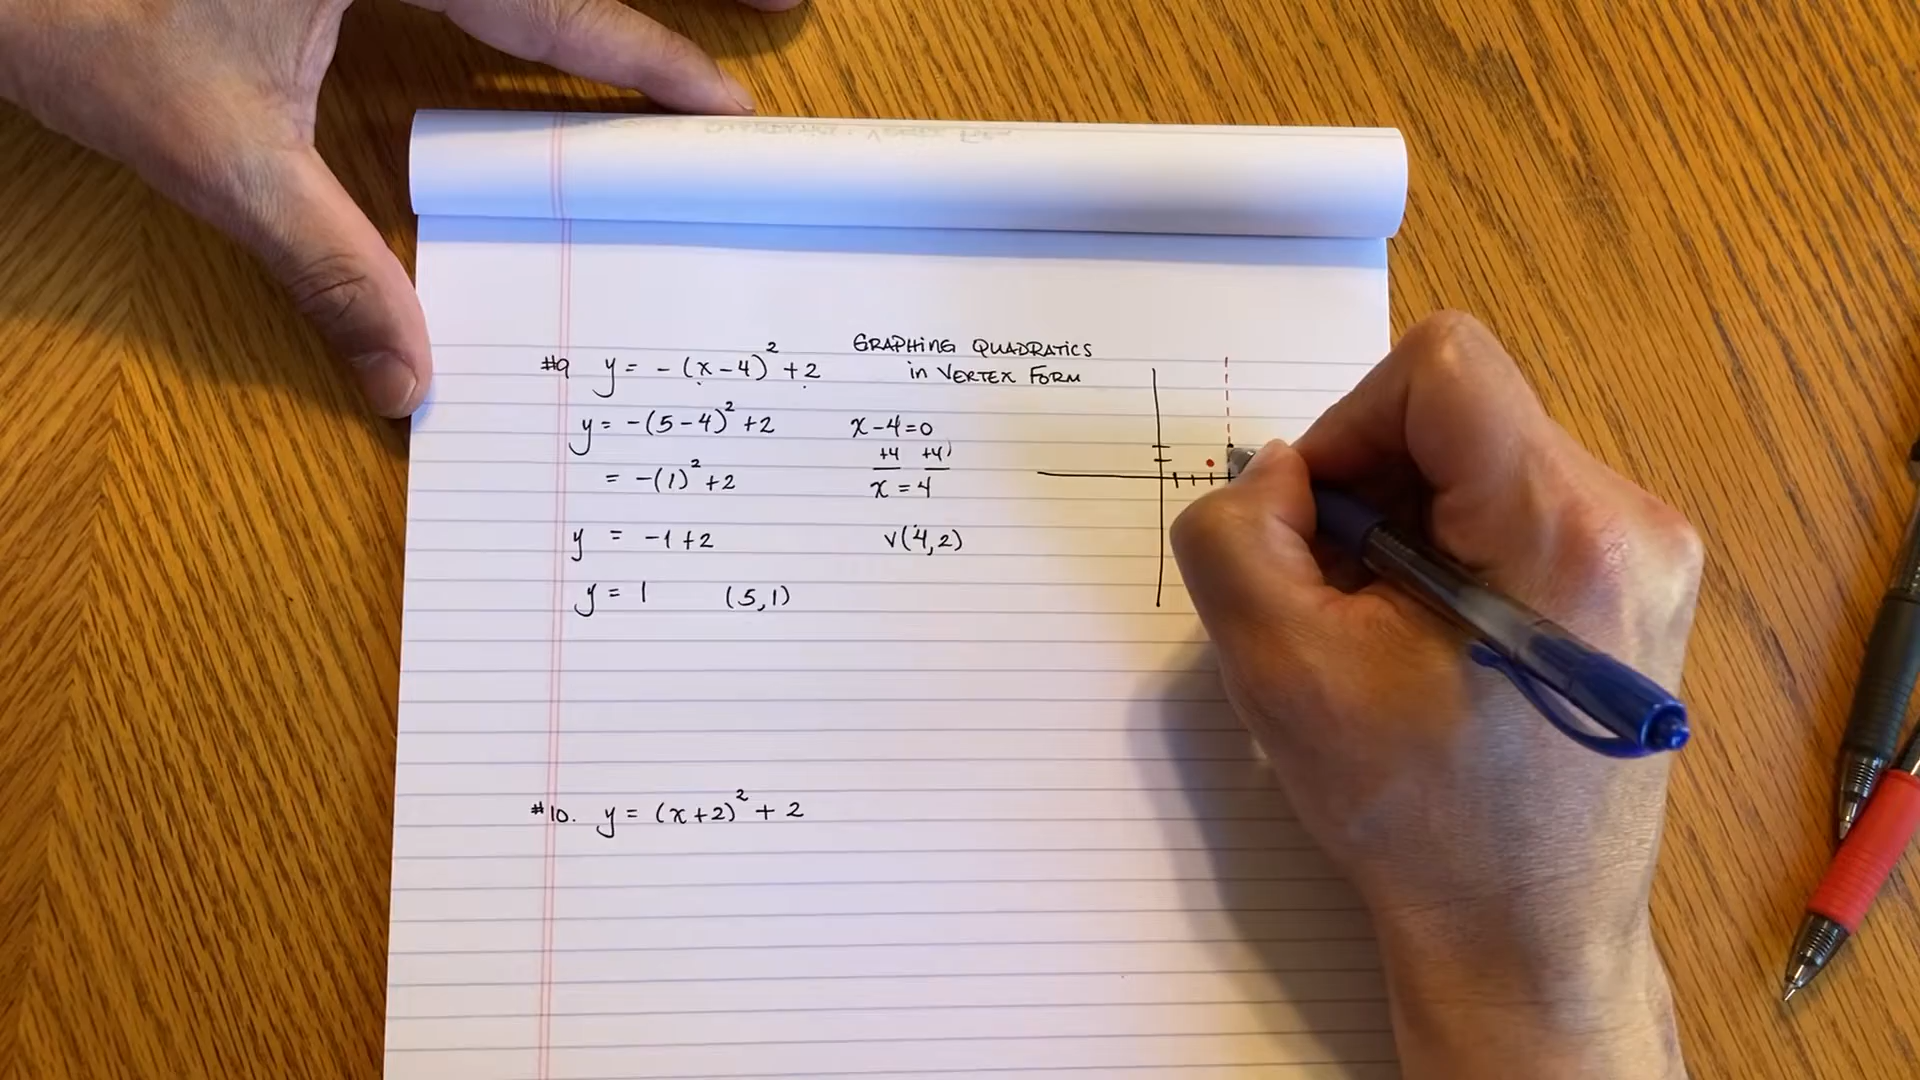 GRAPHING QUADRATICS
in VERTEX FORM
#9 y = -(x-4)² +2
y = -(5-4)² +2
= -(1)² +2
y = -1+2
y = 1 (5,1)
x-4=0
+4 +4
x = 4
V(4,2)
#10. y = (x+2)² + 2